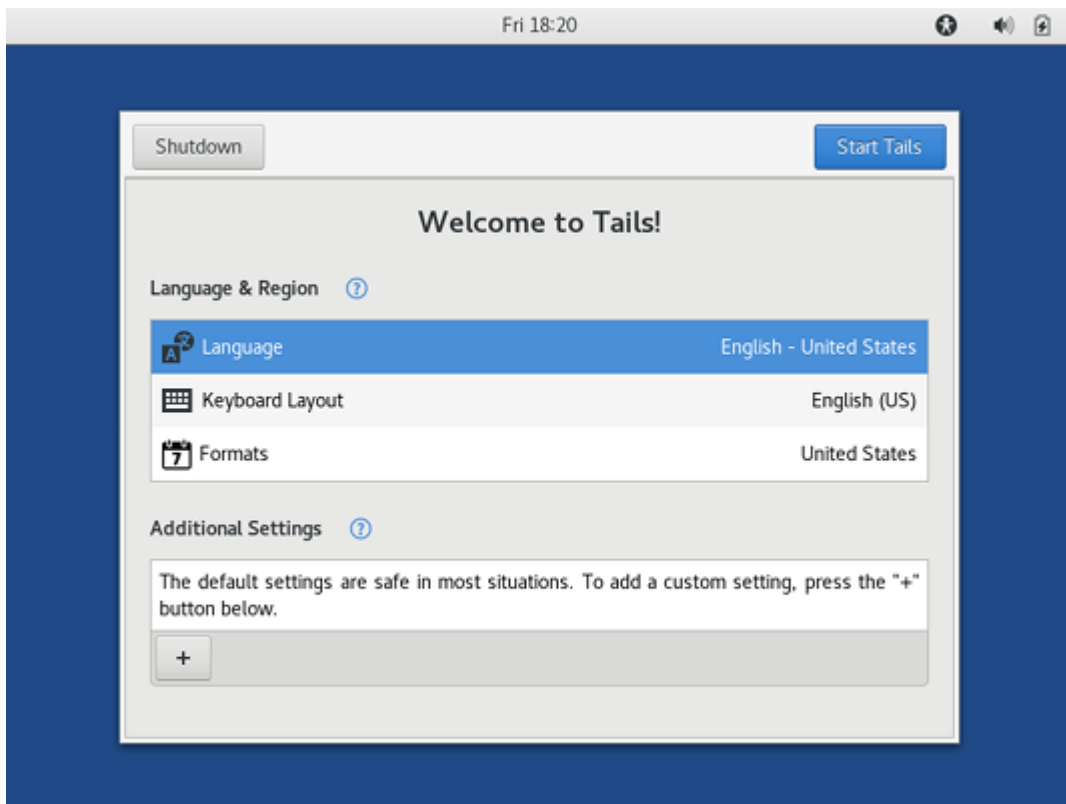 Fri 18:20
Shutdown
Start Tails
Welcome to Tails!
Language & Region ?
Language English - United States
Keyboard Layout English (US)
7 Formats United States
Additional Settings ?
The default settings are safe in most situations. To add a custom setting, press the "+"
button below.
+